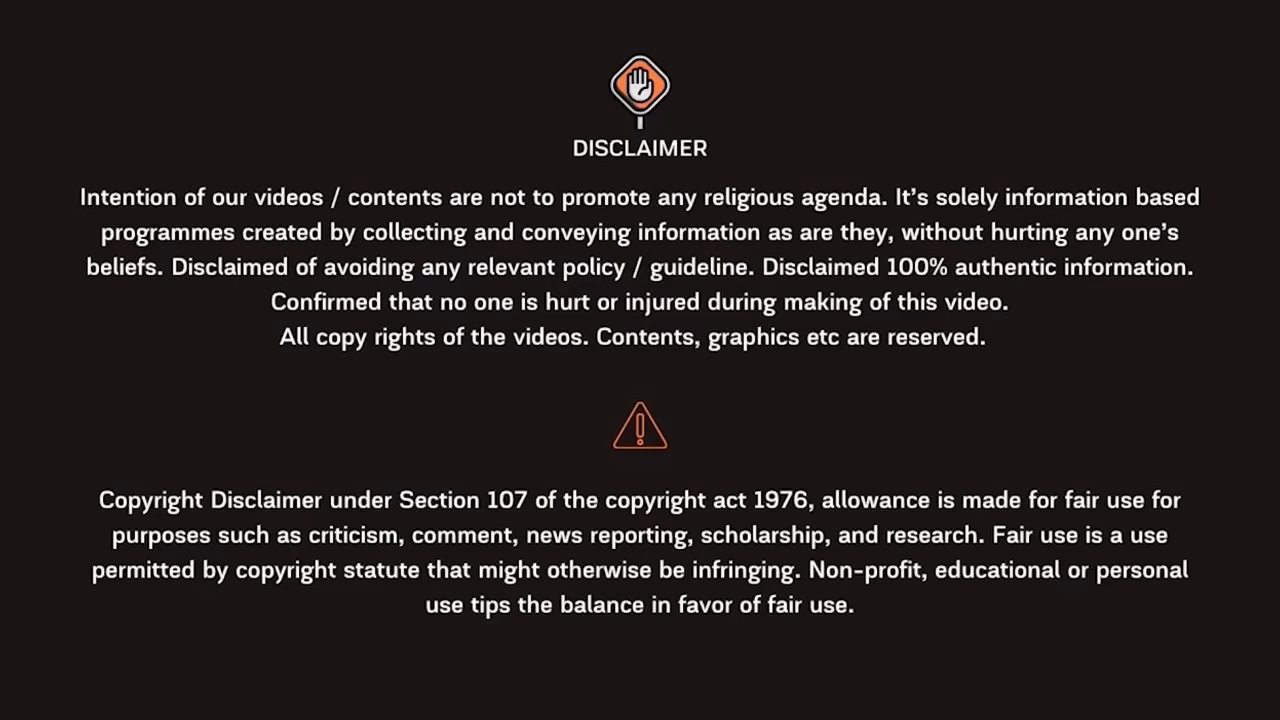 DISCLAIMER
Intention of our videos / contents are not to promote any religious agenda. It’s solely information based
programmes created by collecting and conveying information as are they, without hurting any one’s
beliefs. Disclaimed of avoiding any relevant policy / guideline. Disclaimed 100% authentic information.
Confirmed that no one is hurt or injured during making of this video.
All copy rights of the videos. Contents, graphics etc are reserved.
Copyright Disclaimer under Section 107 of the copyright act 1976, allowance is made for fair use for
purposes such as criticism, comment, news reporting, scholarship, and research. Fair use is a use
permitted by copyright statute that might otherwise be infringing. Non-profit, educational or personal
use tips the balance in favor of fair use.